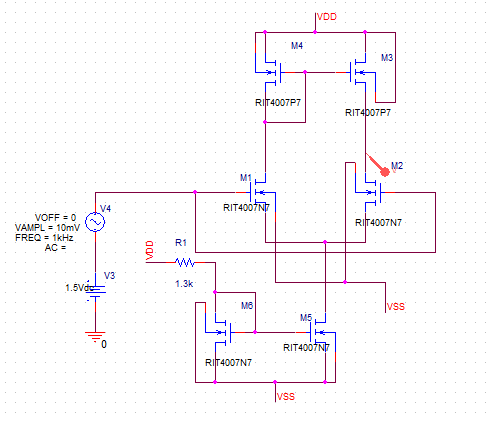 VDD
M4
M3
RIT4007P7
RIT4007P7
M1
M2
RIT4007N7
RIT4007N7
V4
VOFF = 0
VAMPL = 10mV
FREQ = 1kHz
AC =
VDD
R1
1.3k
V3
1.5Vdc
0
VSS
M6
M5
RIT4007N7
RIT4007N7
VSS